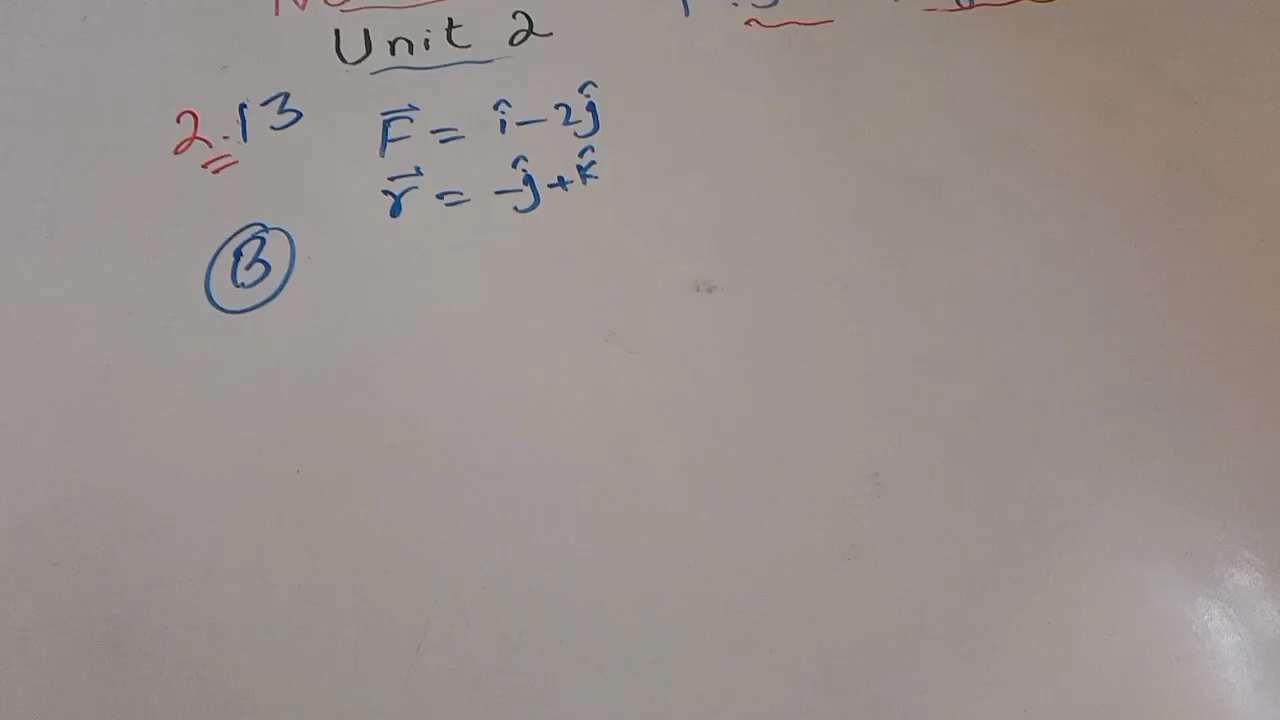 Unit 2
2.13 F⃗ = î - 2ĵ
r⃗ = -ĵ + k̂
B